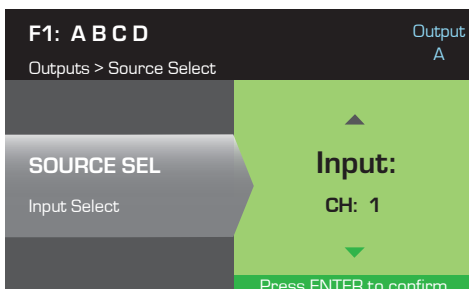 F1: A B C D
Output
A
Outputs > Source Select
SOURCE SEL
Input Select
Input:
CH: 1
Press ENTER to confirm